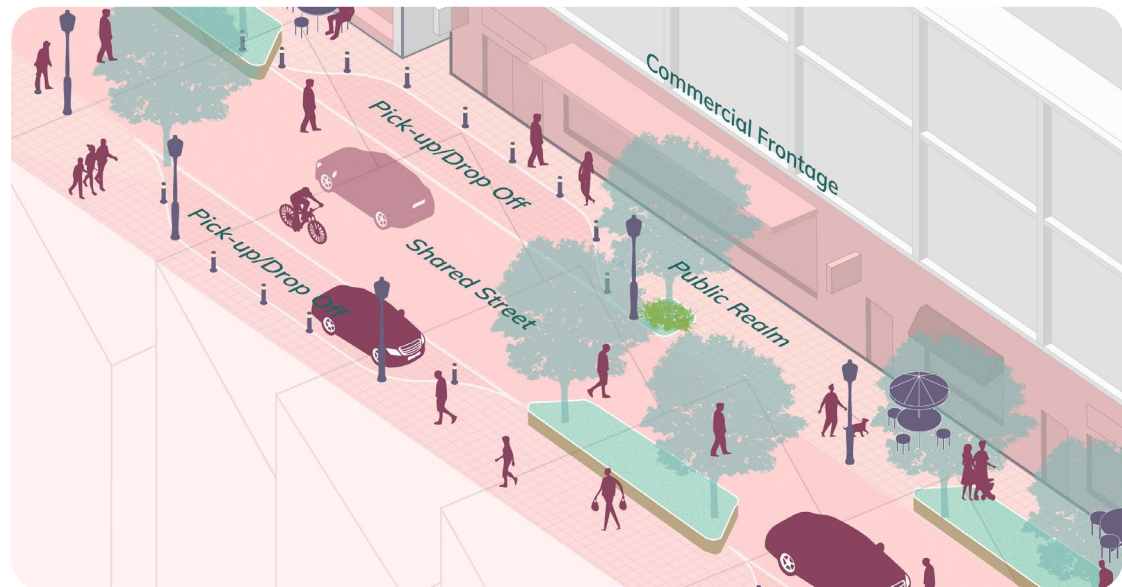 Commercial Frontage
Pick-up/Drop Off
Pick-up/Drop Off
Shared Street
Public Realm